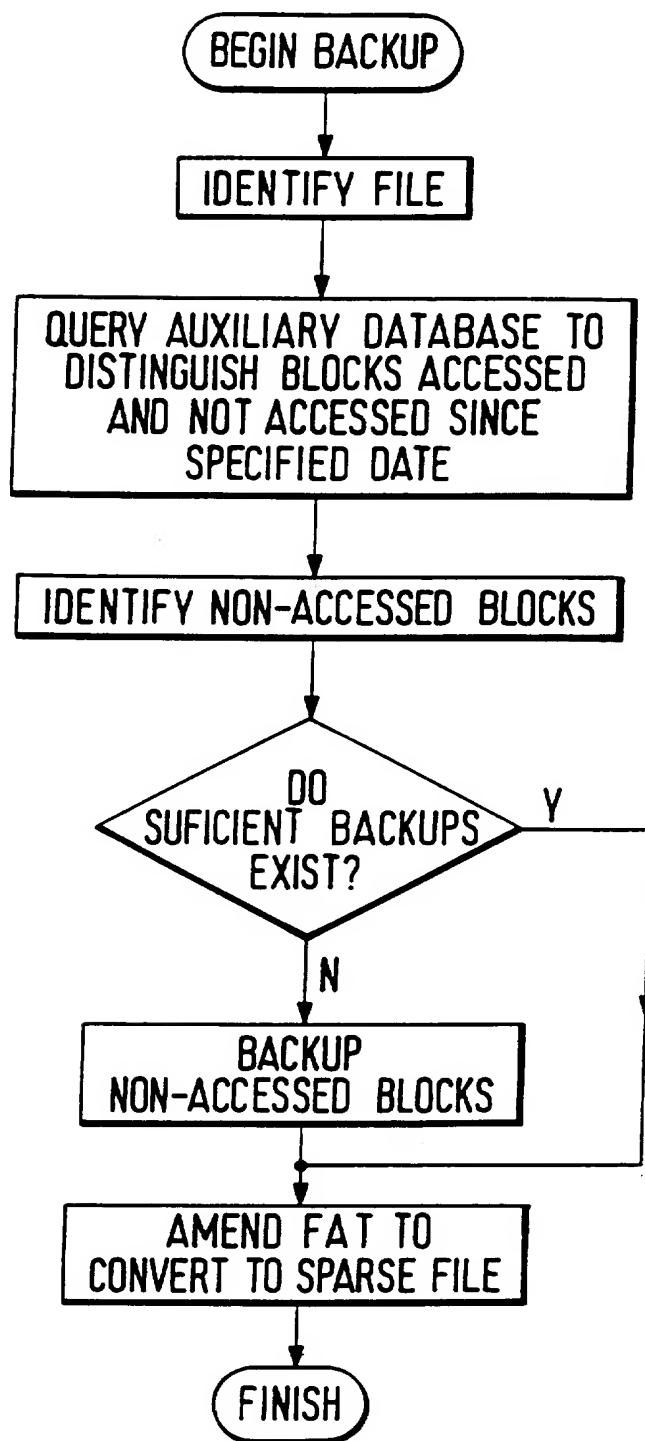 BEGIN BACKUP
IDENTIFY FILE
QUERY AUXILIARY DATABASE TO
DISTINGUISH BLOCKS ACCESSED
AND NOT ACCESSED SINCE
SPECIFIED DATE
IDENTIFY NON-ACCESSED BLOCKS
DO
SUFICIENT BACKUPS
EXIST?
Y
N
BACKUP
NON-ACCESSED BLOCKS
AMEND FAT TO
CONVERT TO SPARSE FILE
FINISH